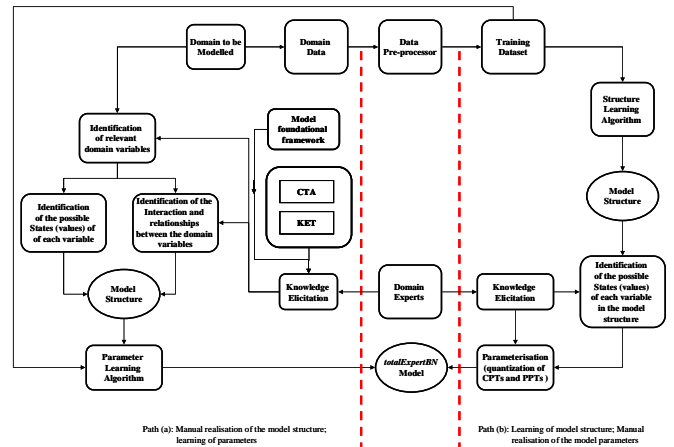 Domain to be
Modelled
Domain
Data
Data
Pre-processor
Training
Dataset
Structure
Learning
Algorithm
Model
foundational
framework
Identification
of relevant
domain variables
CTA
KET
Model
Structure
Identification
of the possible
States (values) of
of each variable
Identification of the
Interaction and
relationships
between the domain
variables
Identification
of the possible
States (values)
of each variable
in the model
structure
Model
Structure
Knowledge
Elicitation
Domain
Experts
Knowledge
Elicitation
Parameter
Learning
Algorithm
totalExpertBN
Model
Parameterisation
(quantization of
CPTs and PPTs )
Path (a): Manual realisation of the model structure;
learning of parameters
Path (b): Learning of model structure; Manual
realisation of the model parameters